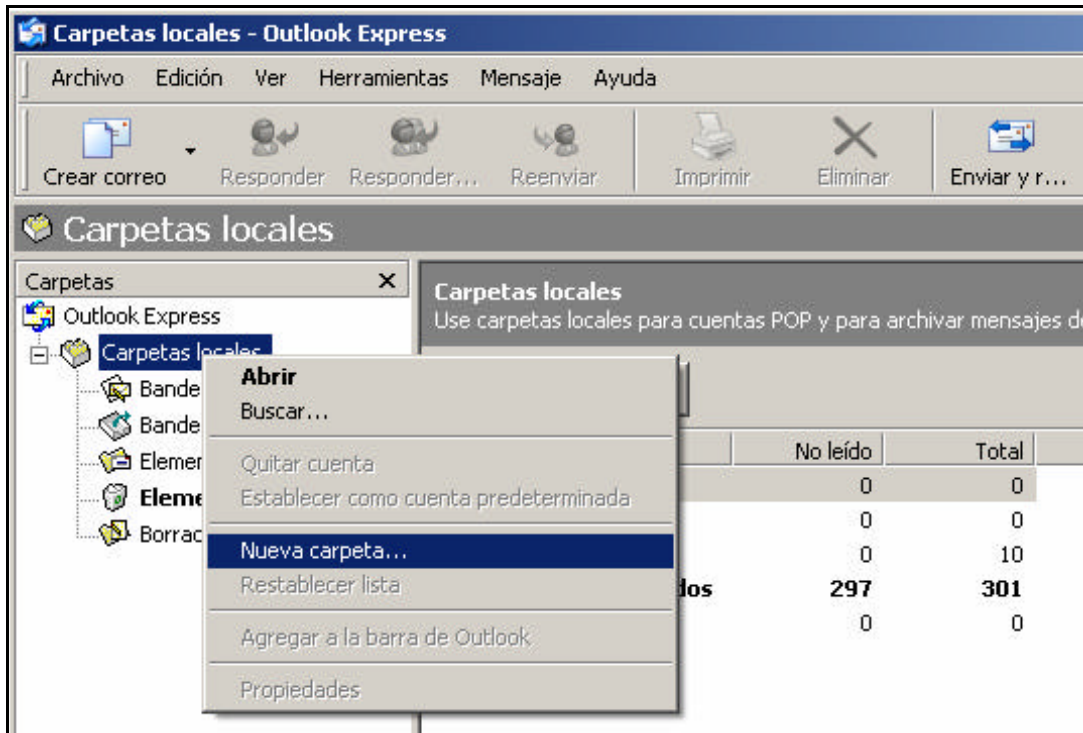 Carpetas locales - Outlook Express
Archivo Edición Ver Herramientas Mensaje Ayuda
Crear correo Responder Responder... Reenviar Imprimir Eliminar Enviar y r...
Carpetas locales
Carpetas
Outlook Express
Carpetas locales
Bande
Bande
Elemen
Eleme
Borrac
Carpetas locales
Use carpetas locales para cuentas POP y para archivar mensajes d
Abrir
Buscar...
Quitar cuenta
Establecer como cuenta predeterminada
Nueva carpeta...
Restablecer lista
Agregar a la barra de Outlook
Propiedades
No leído Total
0 0
0 0
0 10
dos 297 301
0 0